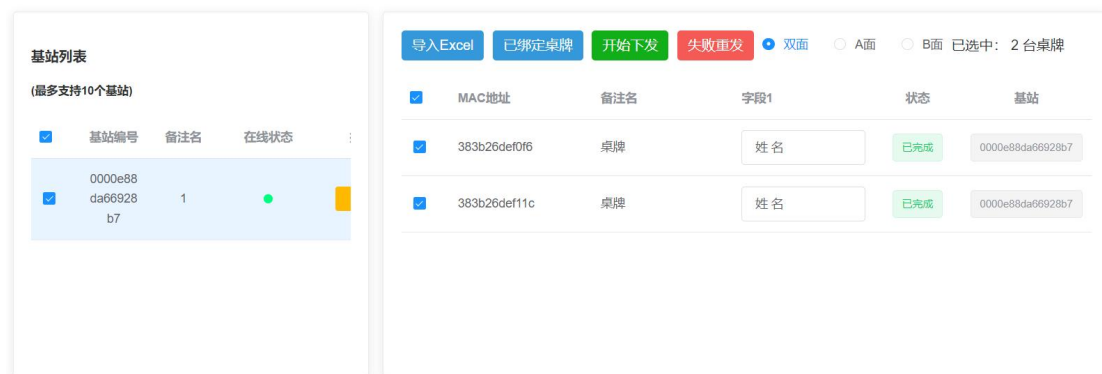 基站列表
(最多支持10个基站)
基站编号 备注名 在线状态
0000e88
da66928
b7
1
导入Excel 已绑定桌牌 开始下发 失败重发 双面 A面 B面 已选中： 2 台桌牌
MAC地址 备注名 字段1 状态 基站
383b26def0f6 桌牌 姓名 已完成 0000e88da66928b7
383b26def11c 桌牌 姓名 已完成 0000e88da66928b7